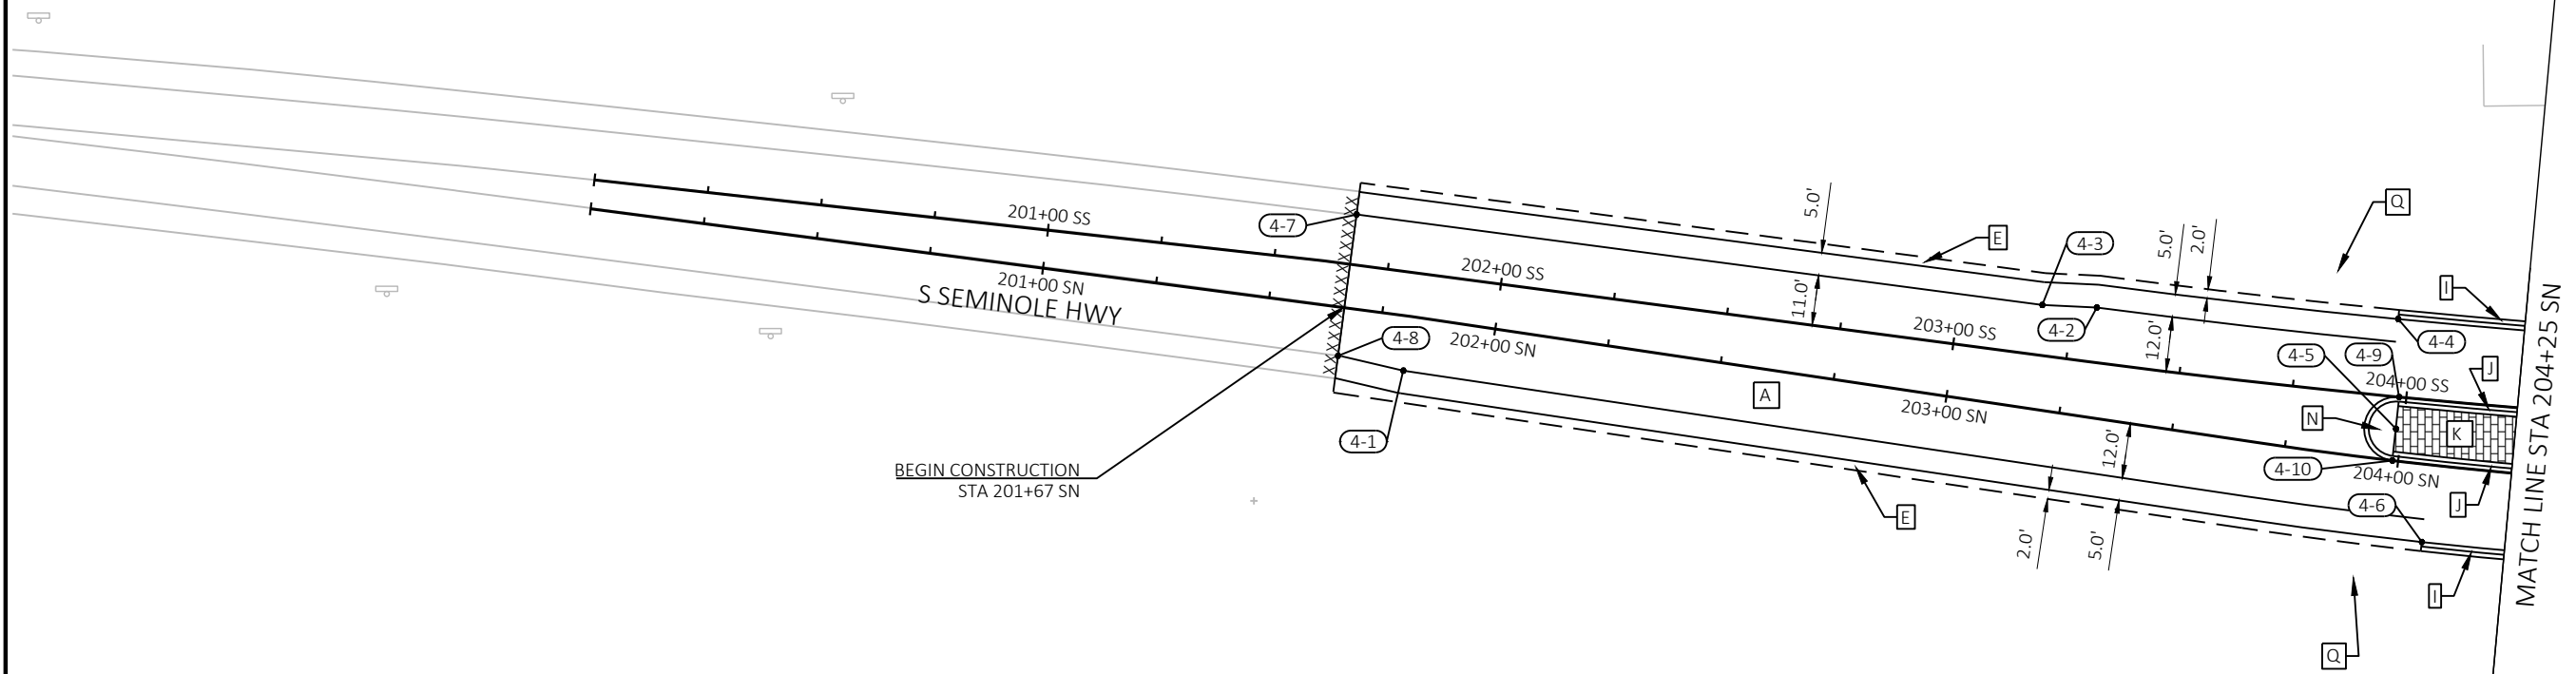 201+00 SS
201+00 SN
S SEMINOLE HWY
4-7
202+00 SS
202+00 SN
4-8
4-1
BEGIN CONSTRUCTION
STA 201+67 SN
5.0'
11.0'
E
4-3
4-2
203+00 SS
203+00 SN
A
5.0'
2.0'
12.0'
Q
I
4-4
4-5
4-9
204+00 SS
J
N
K
4-10
204+00 SN
4-6
J
12.0'
2.0'
5.0'
E
I
Q
MATCH LINE STA 204+25 SN